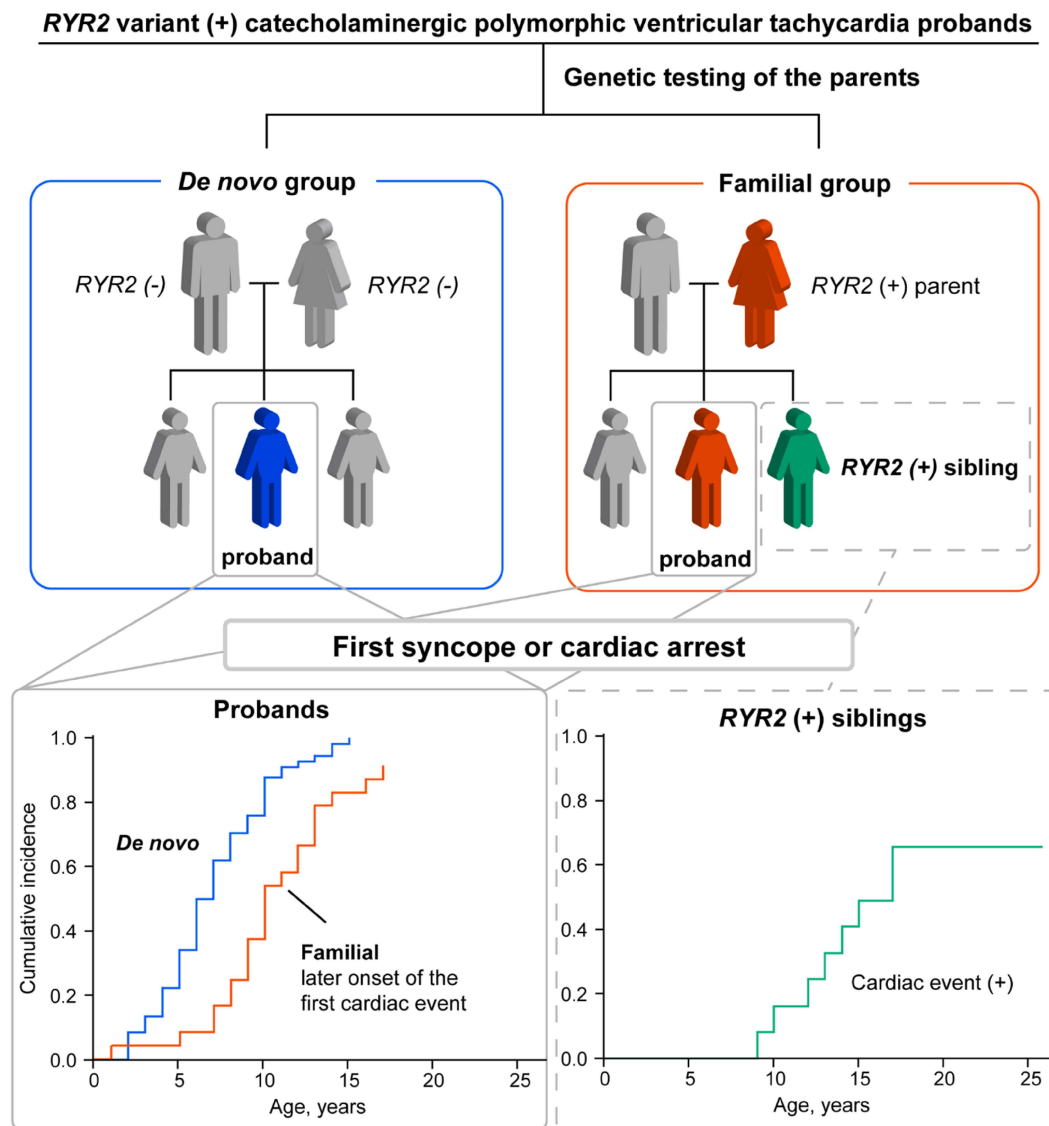 RYR2 variant (+) catecholaminergic polymorphic ventricular tachycardia probands
Genetic testing of the parents
De novo group
Familial group
RYR2 (-)
RYR2 (-)
RYR2 (+) parent
RYR2 (+) sibling
proband
proband
First syncope or cardiac arrest
Probands
1.0
0.8
0.6
0.4
0.2
0.0
Cumulative incidence
De novo
Familial
later onset of the
first cardiac event
0
5
10
15
20
25
Age, years
RYR2 (+) siblings
1.0
0.8
0.6
0.4
0.2
0.0
Cardiac event (+)
0
5
10
15
20
25
Age, years